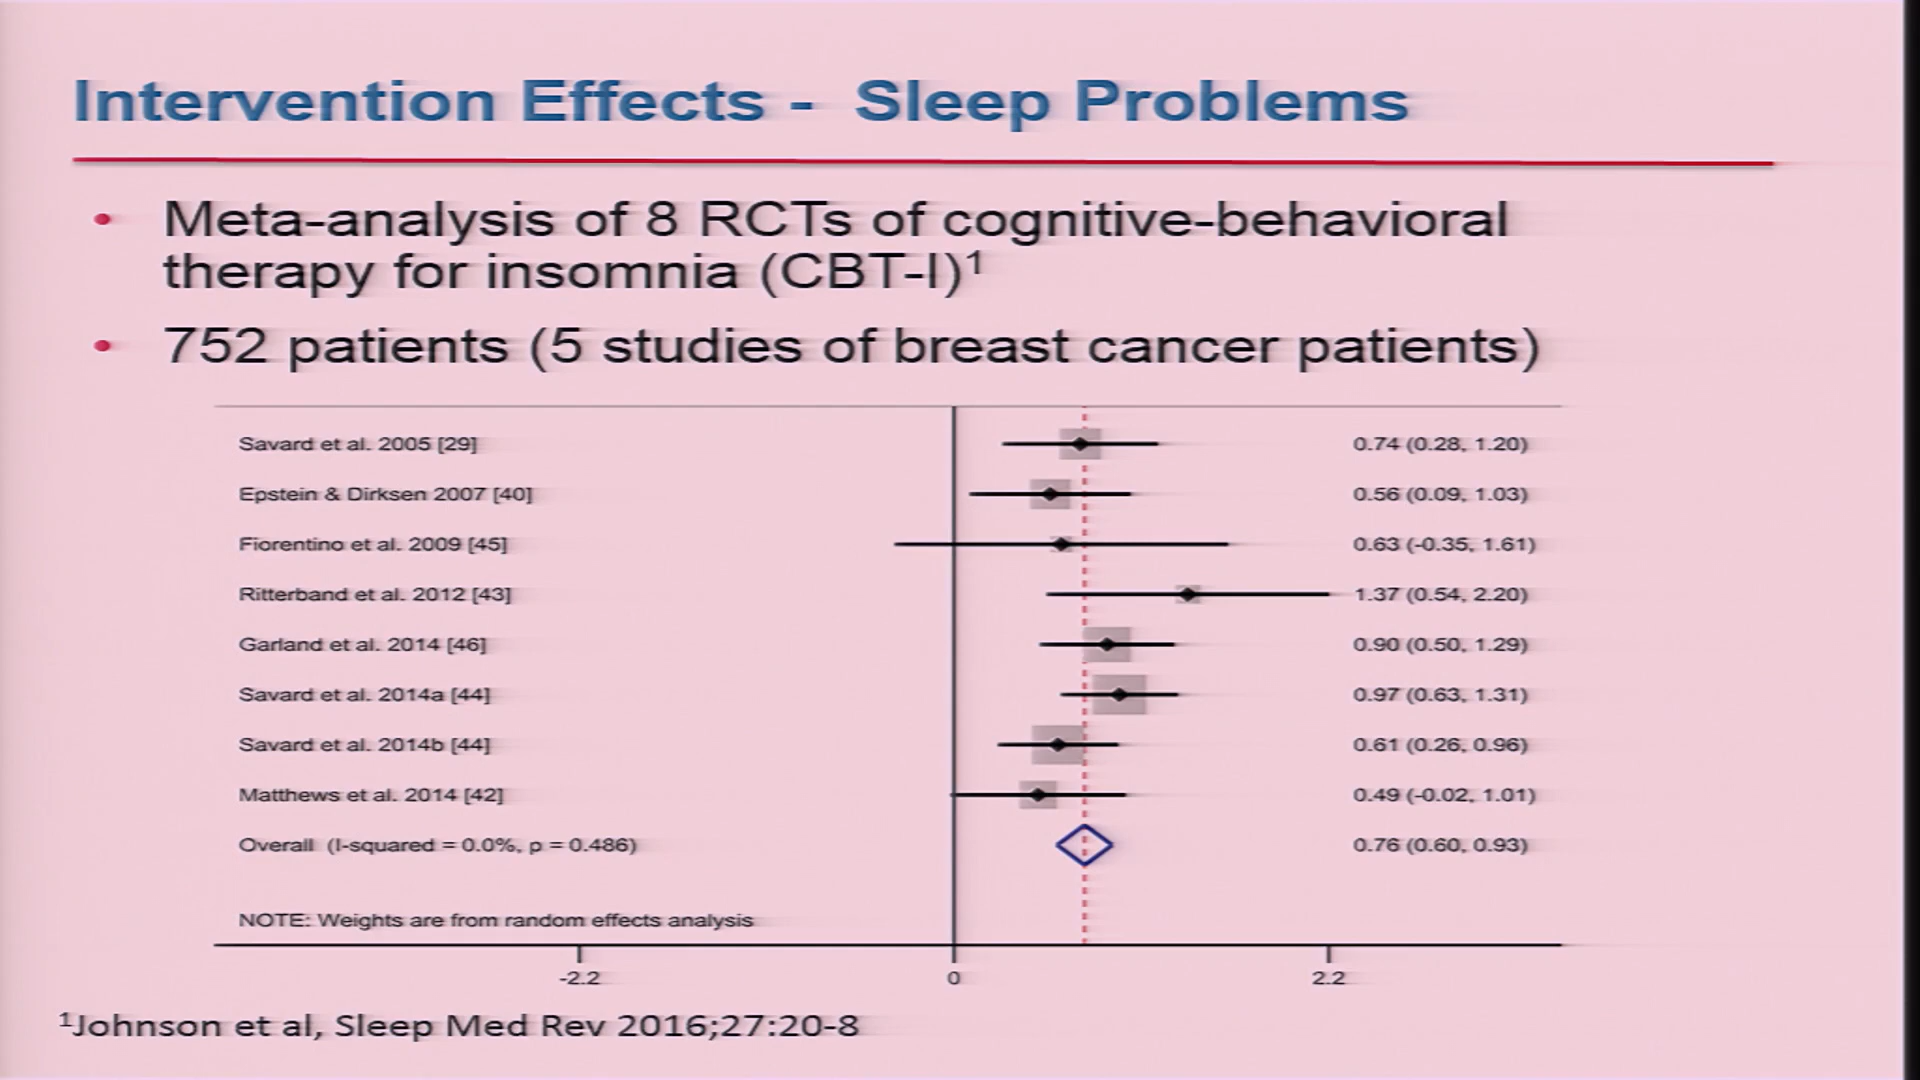 Intervention Effects - Sleep Problems
• Meta-analysis of 8 RCTs of cognitive-behavioral
therapy for insomnia (CBT-I)¹
• 752 patients (5 studies of breast cancer patients)
Savard et al. 2005 [29] 0.74 (0.28, 1.20)
Epstein & Dirksen 2007 [40] 0.56 (0.09, 1.03)
Fiorentino et al. 2009 [45] 0.63 (-0.35, 1.61)
Ritterband et al. 2012 [43] 1.37 (0.54, 2.20)
Garland et al. 2014 [46] 0.90 (0.50, 1.29)
Savard et al. 2014a [44] 0.97 (0.63, 1.31)
Savard et al. 2014b [44] 0.61 (0.26, 0.96)
Matthews et al. 2014 [42] 0.49 (-0.02, 1.01)
Overall (I-squared = 0.0%, p = 0.486) 0.76 (0.60, 0.93)
NOTE: Weights are from random effects analysis
-2.2 0 2.2
¹Johnson et al, Sleep Med Rev 2016;27:20-8